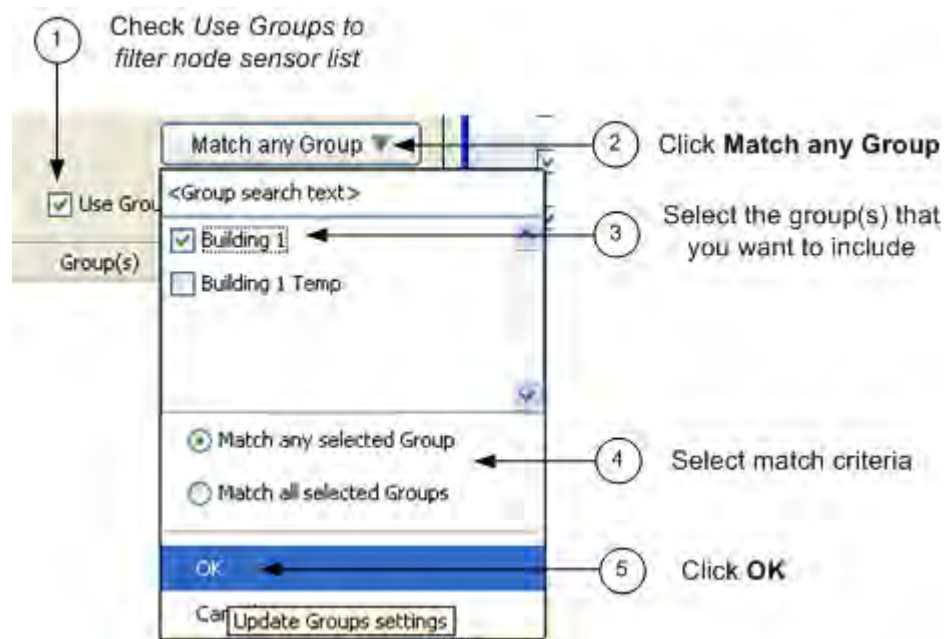 1
Check Use Groups to
filter node sensor list
Match any Group
2
Click Match any Group
Use Grou
<Group search text>
Building 1
3
Select the group(s) that
you want to include
Group(s)
Building 1 Temp
Match any selected Group
4
Select match criteria
Match all selected Groups
OK
5
Click OK
Can
Update Groups settings